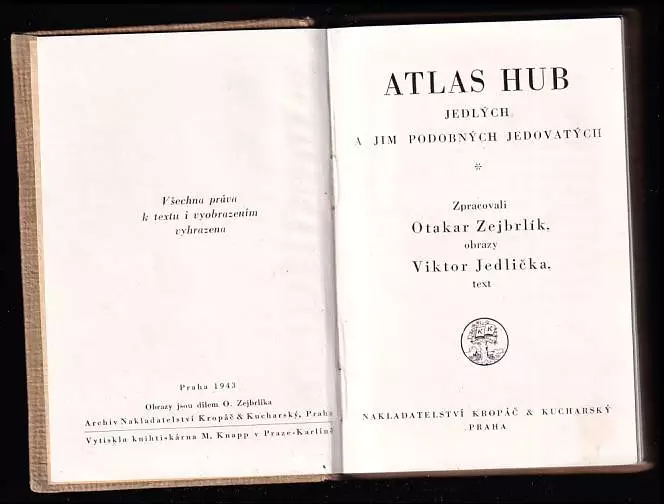 Všechna práva
k textu i vyobrazením
vyhrazena
Praha 1943
Obrazy jsou dílem O. Zejbrlíka
Archiv Nakladatelství Kropáč & Kucharský, Praha
Vytiskla knihtiskárna M. Knapp v Praze-Karlíně
ATLAS HUB
JEDLÝCH
A JIM PODOBNÝCH JEDOVATÝCH
*
Zpracovali
Otakar Zejbrlík,
obrazy
Viktor Jedlička,
text
K K
NAKLADATELSTVÍ KROPÁČ & KUCHARSKÝ
PRAHA